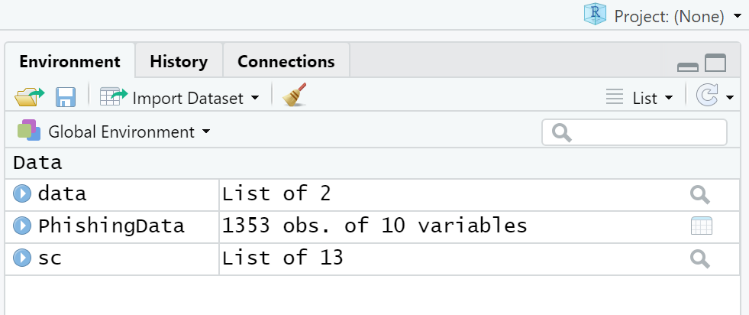 Project: (None)
Environment History Connections
Import Dataset List
Global Environment
Data
data List of 2
PhishingData 1353 obs. of 10 variables
sc List of 13